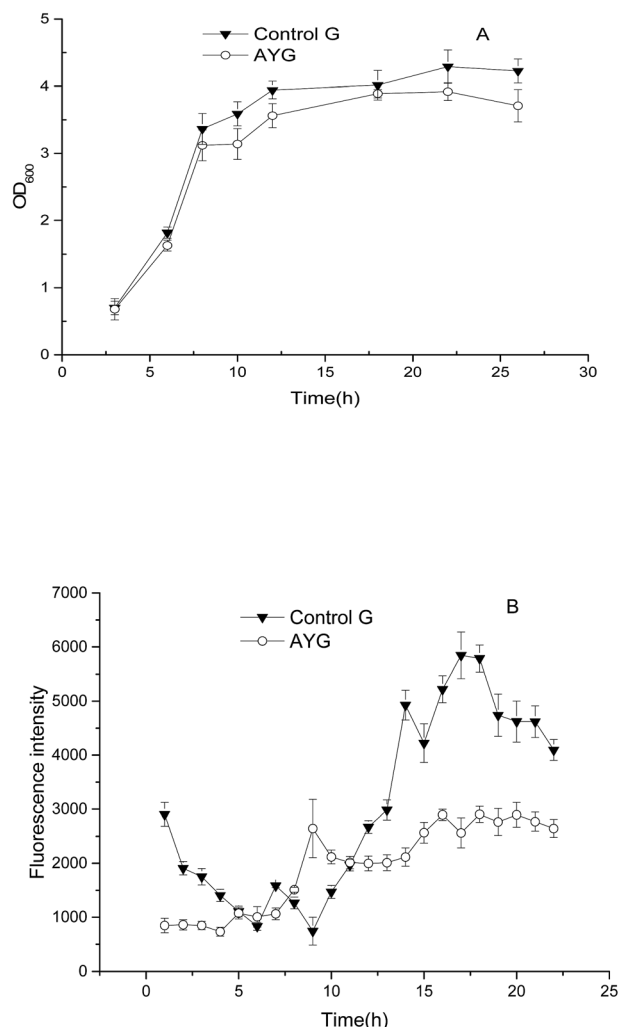 5
Control G
A
AYG
4
3
OD600
2
1
0
0 5 10 15 20 25 30
Time(h)
7000
Control G
B
AYG
6000
5000
4000
Fluorescence intensity
3000
2000
1000
0
0 5 10 15 20 25
Time(h)